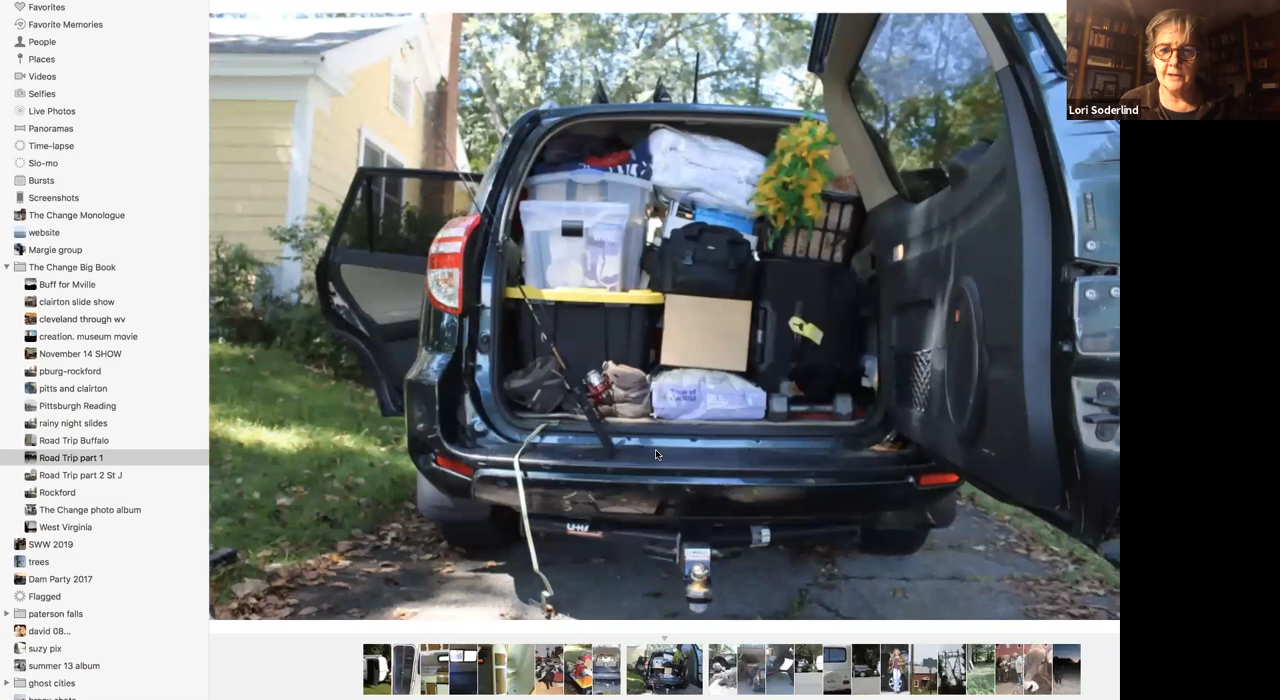 Favorites
Favorite Memories
People
Places
Videos
Selfies
Live Photos
Panoramas
Time-lapse
Slo-mo
Bursts
Screenshots
The Change Monologue
website
Margie group
The Change Big Book
Buff for Mville
clairton slide show
cleveland through wv
creation. museum movie
November 14 SHOW
pburg-rockford
pitts and clairton
Pittsburgh Reading
rainy night slides
Road Trip Buffalo
Road Trip part 1
Road Trip part 2 St J
Rockford
The Change photo album
West Virginia
SWW 2019
trees
Dam Party 2017
Flagged
paterson falls
david 08...
suzy pix
summer 13 album
ghost cities
Lori Soderlind